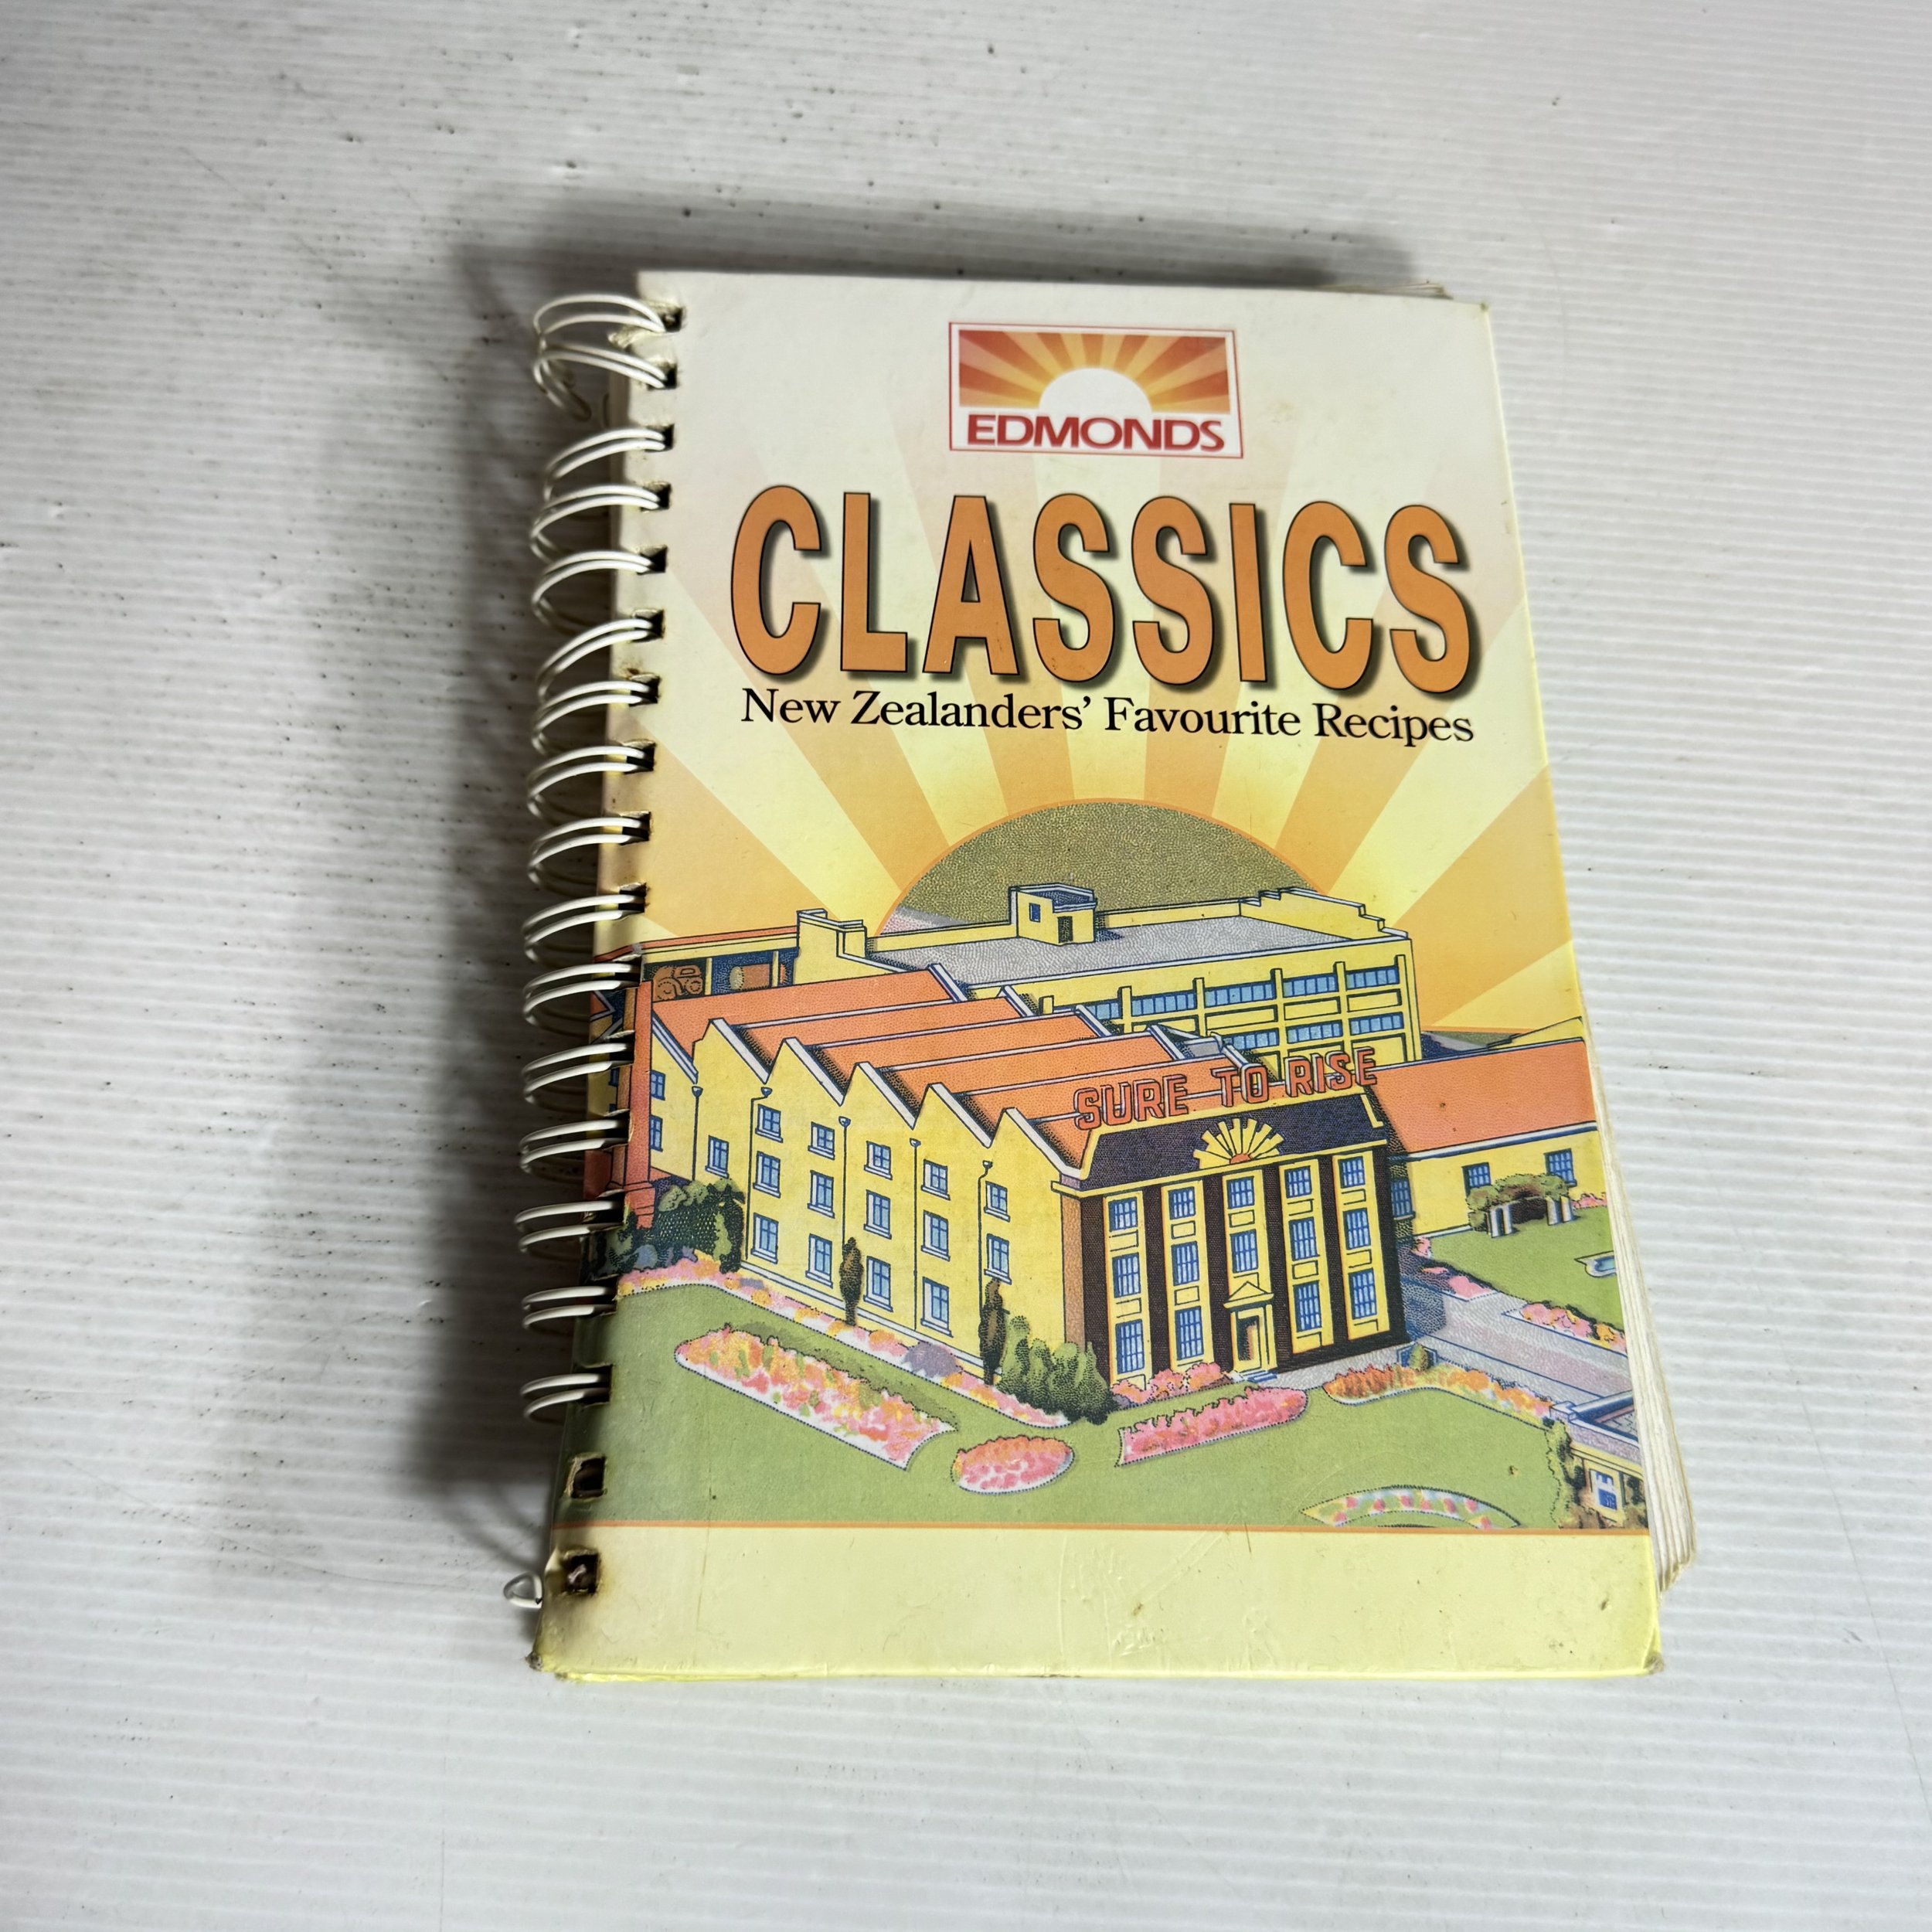 EDMONDS
CLASSICS
New Zealanders' Favourite Recipes
SURE TO RISE